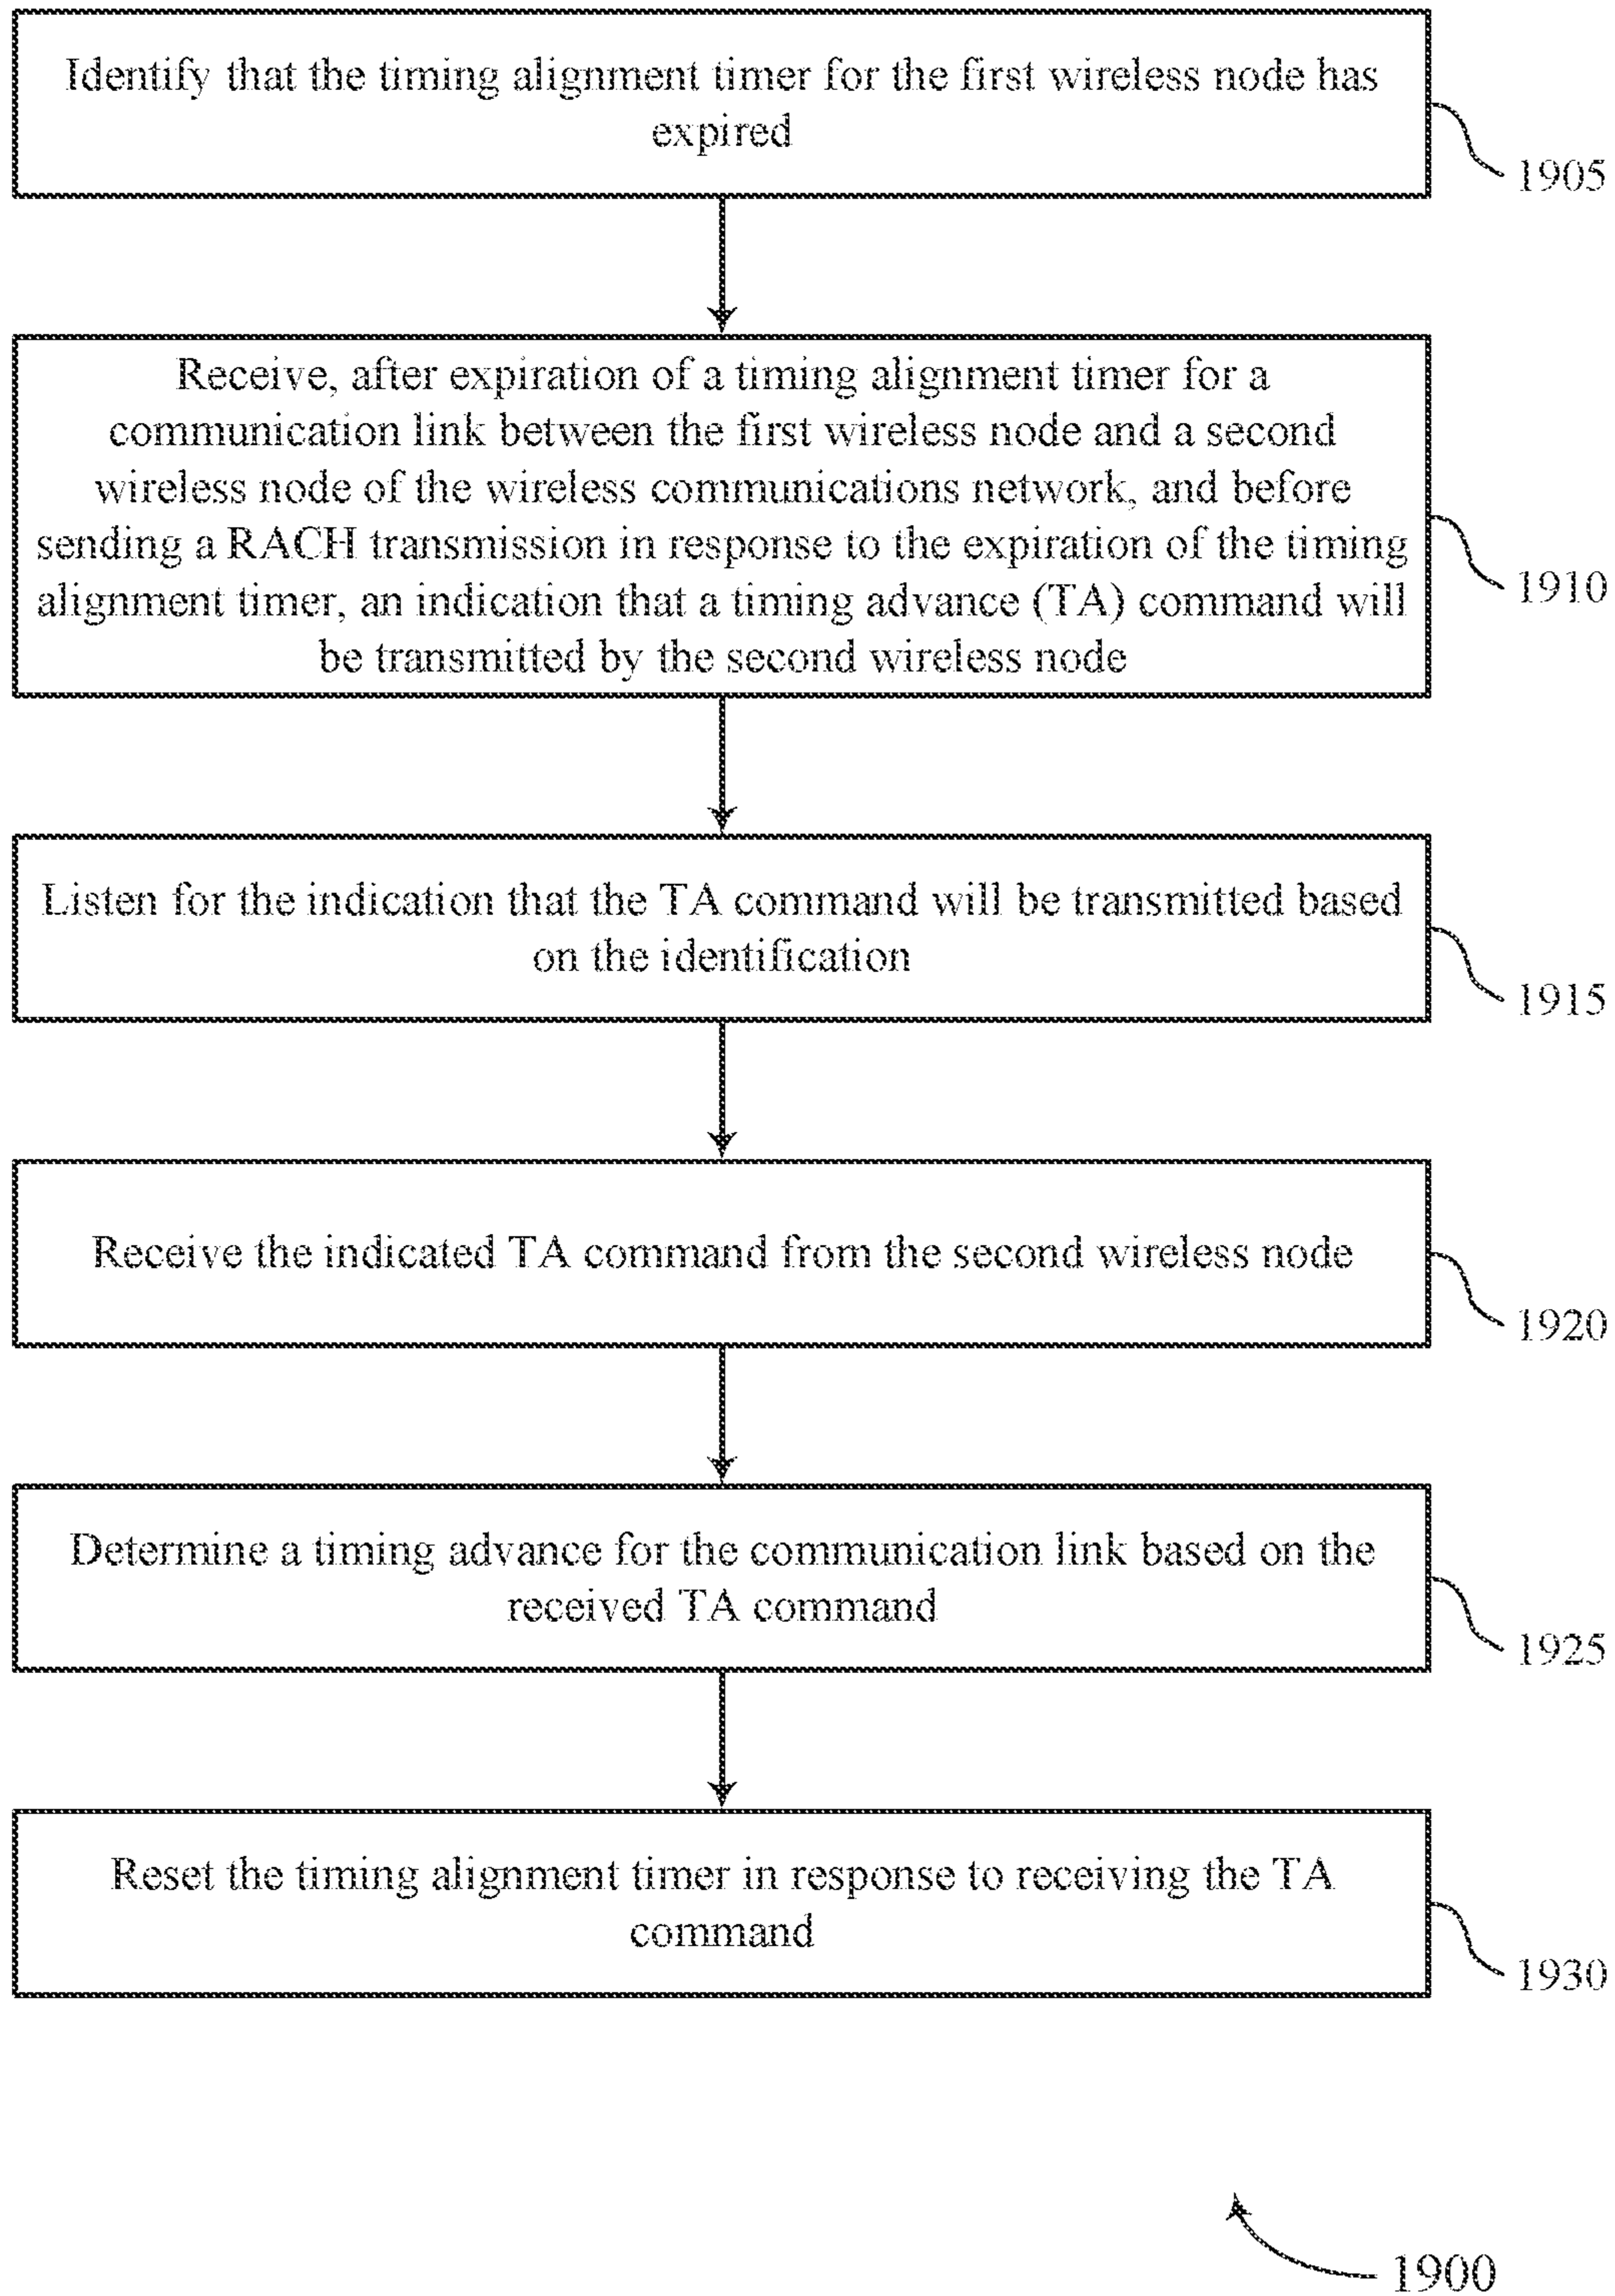 Identify that the timing alignment timer for the first wireless node has
expired
1905
Receive, after expiration of a timing alignment timer for a
communication link between the first wireless node and a second
wireless node of the wireless communications network, and before
sending a RACH transmission in response to the expiration of the timing
alignment timer, an indication that a timing advance (TA) command will
be transmitted by the second wireless node
1910
Listen for the indication that the TA command will be transmitted based
on the identification
1915
Receive the indicated TA command from the second wireless node
1920
Determine a timing advance for the communication link based on the
received TA command
1925
Reset the timing alignment timer in response to receiving the TA
command
1930
1900